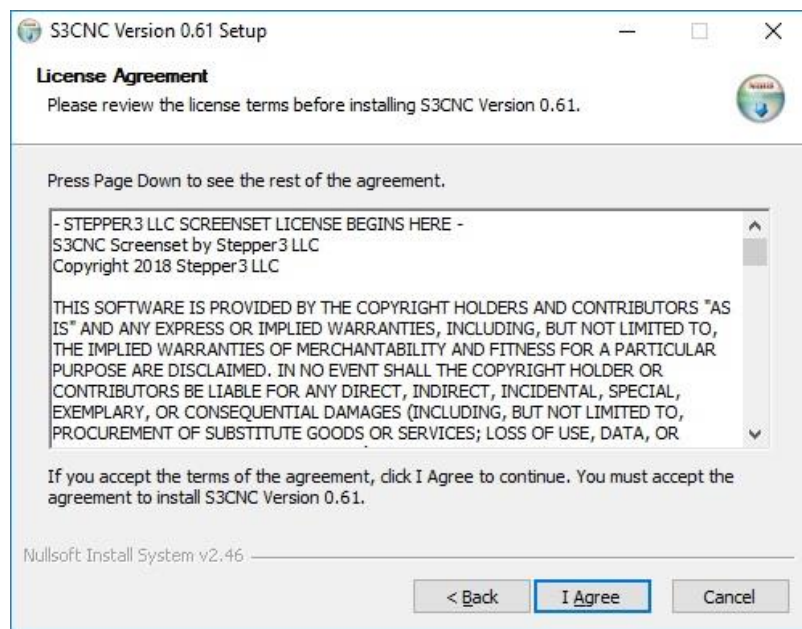 S3CNC Version 0.61 Setup
License Agreement
Please review the license terms before installing S3CNC Version 0.61.
Press Page Down to see the rest of the agreement.
- STEPPER3 LLC SCREENSET LICENSE BEGINS HERE -
S3CNC Screenset by Stepper3 LLC
Copyright 2018 Stepper3 LLC
THIS SOFTWARE IS PROVIDED BY THE COPYRIGHT HOLDERS AND CONTRIBUTORS "AS
IS" AND ANY EXPRESS OR IMPLIED WARRANTIES, INCLUDING, BUT NOT LIMITED TO,
THE IMPLIED WARRANTIES OF MERCHANTABILITY AND FITNESS FOR A PARTICULAR
PURPOSE ARE DISCLAIMED. IN NO EVENT SHALL THE COPYRIGHT HOLDER OR
CONTRIBUTORS BE LIABLE FOR ANY DIRECT, INDIRECT, INCIDENTAL, SPECIAL,
EXEMPLARY, OR CONSEQUENTIAL DAMAGES (INCLUDING, BUT NOT LIMITED TO,
PROCUREMENT OF SUBSTITUTE GOODS OR SERVICES; LOSS OF USE, DATA, OR
If you accept the terms of the agreement, click I Agree to continue. You must accept the
agreement to install S3CNC Version 0.61.
Nullsoft Install System v2.46
< Back I Agree Cancel